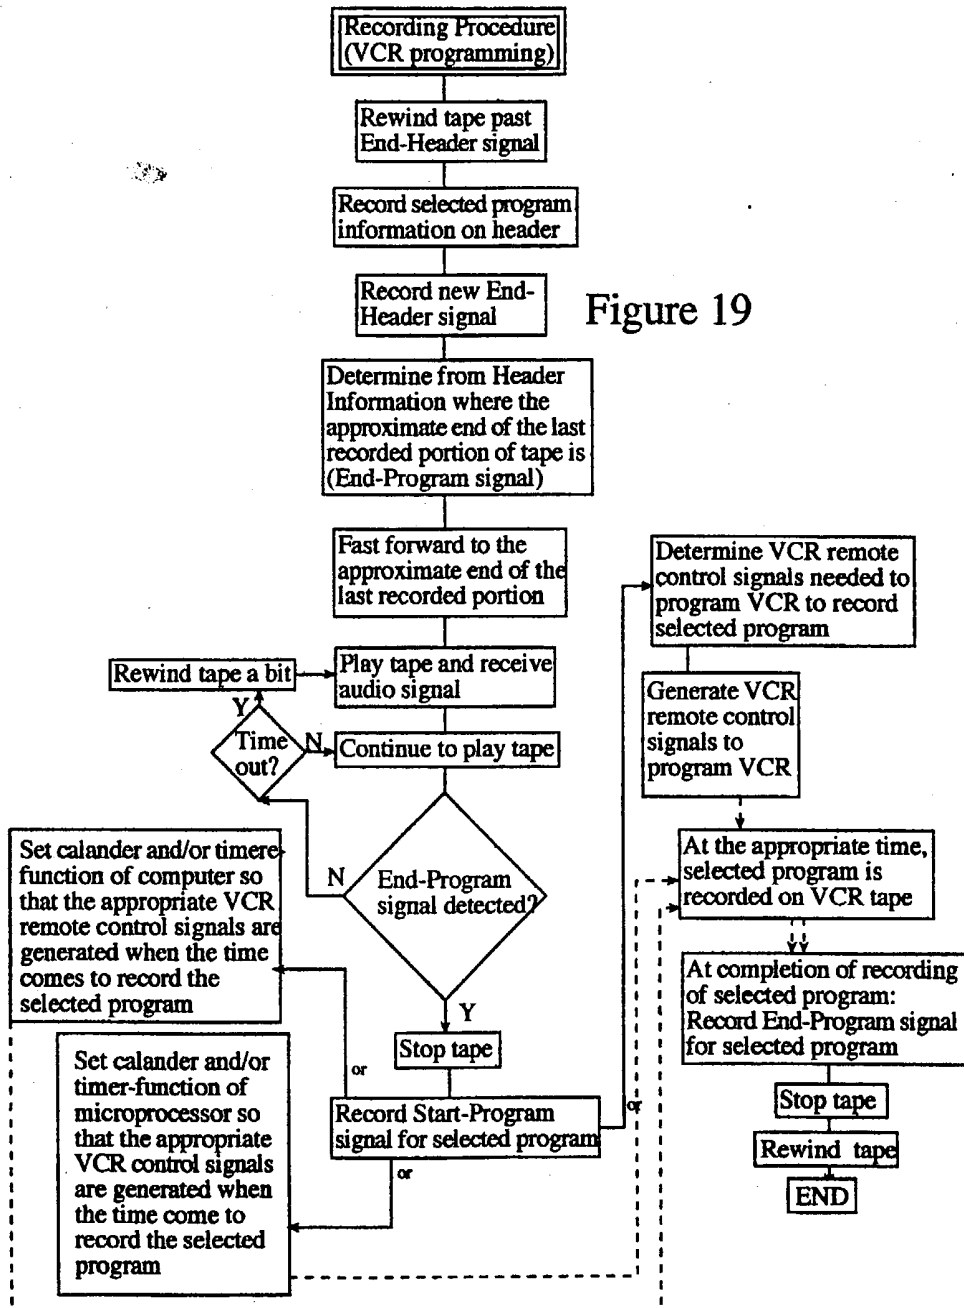 Recording Procedure
(VCR programming)
Rewind tape past
End-Header signal
Record selected program
information on header
Record new End-
Header signal
Figure 19
Determine from Header
Information where the
approximate end of the last
recorded portion of tape is
(End-Program signal)
Fast forward to the
approximate end of the
last recorded portion
Rewind tape a bit
Play tape and receive
audio signal
Y
Time
out?
N
Continue to play tape
N
End-Program
signal detected?
Y
Stop tape
Record Start-Program
signal for selected program
or
or
or
Set calander and/or timere-
function of computer so
that the appropriate VCR
remote control signals are
generated when the time
comes to record the
selected program
Set calander and/or
timer-function of
microprocessor so
that the appropriate
VCR control signals
are generated when
the time come to
record the selected
program
Determine VCR remote
control signals needed to
program VCR to record
selected program
Generate VCR
remote control
signals to
program VCR
At the appropriate time,
selected program is
recorded on VCR tape
At completion of recording
of selected program:
Record End-Program signal
for selected program
Stop tape
Rewind tape
END